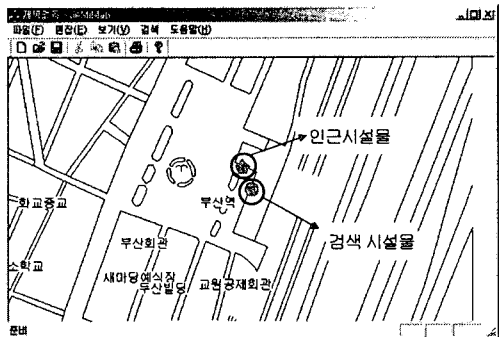 파일(F) 편집(E) 보기(V) 검색 도움말(H)
인근시설물
화교중교
부산역
검색 시설물
부산회관
소학교
새마당예식장
두산빌딩
교원공제회관
준비